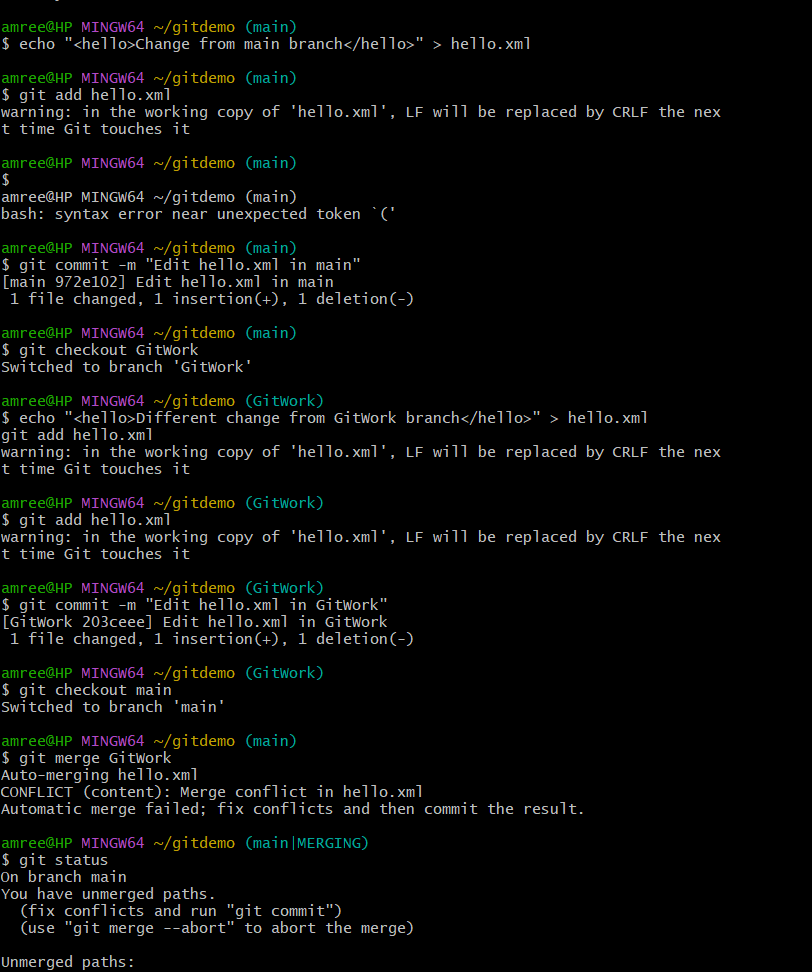 amree@HP MINGW64 ~/gitdemo (main)
$ echo "<hello>Change from main branch</hello>" > hello.xml
amree@HP MINGW64 ~/gitdemo (main)
$ git add hello.xml
warning: in the working copy of 'hello.xml', LF will be replaced by CRLF the nex
t time Git touches it
amree@HP MINGW64 ~/gitdemo (main)
$
amree@HP MINGW64 ~/gitdemo (main)
bash: syntax error near unexpected token `('
amree@HP MINGW64 ~/gitdemo (main)
$ git commit -m "Edit hello.xml in main"
[main 972e102] Edit hello.xml in main
 1 file changed, 1 insertion(+), 1 deletion(-)
amree@HP MINGW64 ~/gitdemo (main)
$ git checkout GitWork
Switched to branch 'GitWork'
amree@HP MINGW64 ~/gitdemo (GitWork)
$ echo "<hello>Different change from GitWork branch</hello>" > hello.xml
git add hello.xml
warning: in the working copy of 'hello.xml', LF will be replaced by CRLF the nex
t time Git touches it
amree@HP MINGW64 ~/gitdemo (GitWork)
$ git add hello.xml
warning: in the working copy of 'hello.xml', LF will be replaced by CRLF the nex
t time Git touches it
amree@HP MINGW64 ~/gitdemo (GitWork)
$ git commit -m "Edit hello.xml in GitWork"
[GitWork 203ceee] Edit hello.xml in GitWork
 1 file changed, 1 insertion(+), 1 deletion(-)
amree@HP MINGW64 ~/gitdemo (GitWork)
$ git checkout main
Switched to branch 'main'
amree@HP MINGW64 ~/gitdemo (main)
$ git merge GitWork
Auto-merging hello.xml
CONFLICT (content): Merge conflict in hello.xml
Automatic merge failed; fix conflicts and then commit the result.
amree@HP MINGW64 ~/gitdemo (main|MERGING)
$ git status
On branch main
You have unmerged paths.
  (fix conflicts and run "git commit")
  (use "git merge --abort" to abort the merge)
Unmerged paths: